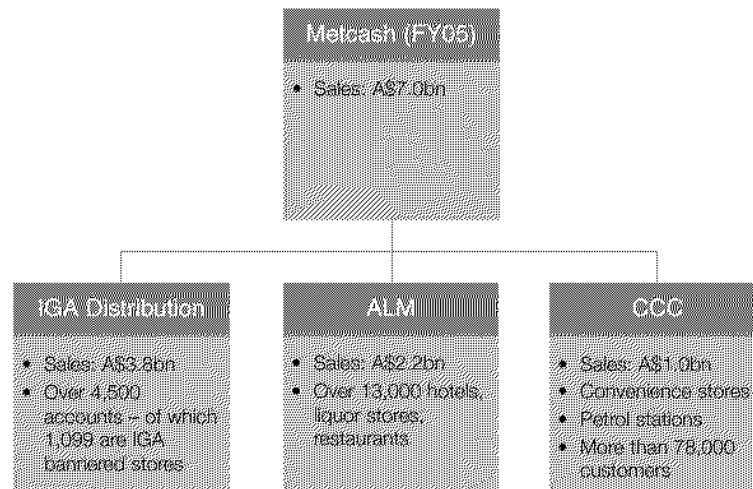 Metcash (FY05)
• Sales: A$7.0bn
IGA Distribution
• Sales: A$3.8bn
• Over 4,500
accounts – of which
1,099 are IGA
bannered stores
ALM
• Sales: A$2.2bn
• Over 13,000 hotels,
liquor stores,
restaurants
CCC
• Sales: A$1.0bn
• Convenience stores
• Petrol stations
• More than 78,000
customers